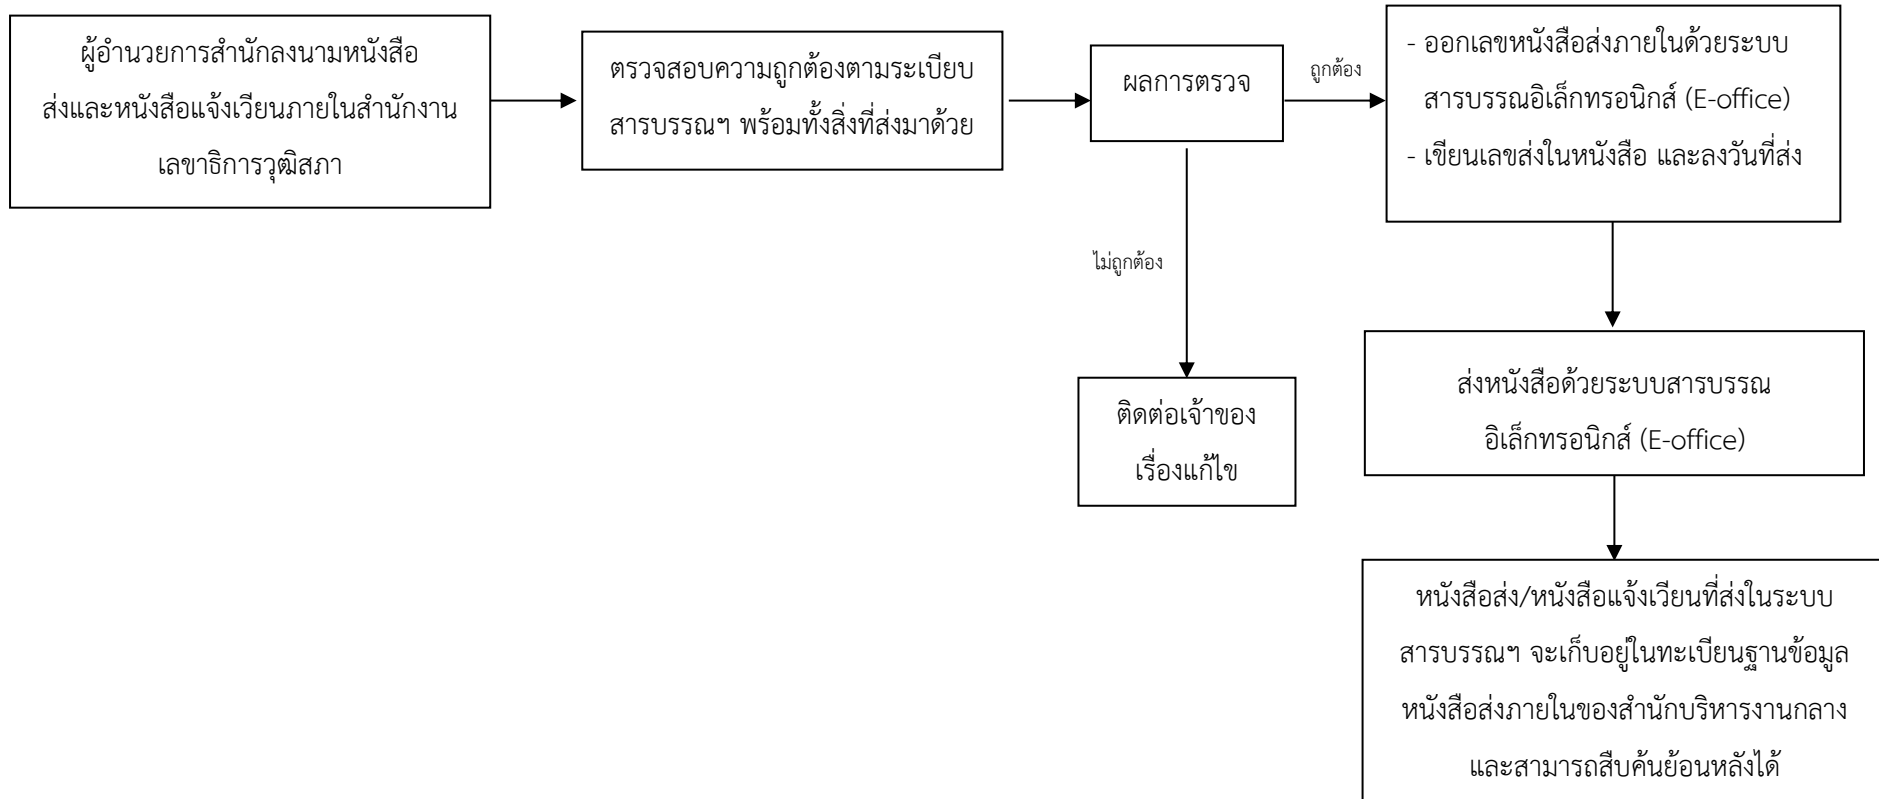 ผู้อำนวยการสำนักลงนามหนังสือ
ส่งและหนังสือแจ้งเวียนภายในสำนักงาน
เลขาธิการวุฒิสภา
ตรวจสอบความถูกต้องตามระเบียบ
สารบรรณฯ พร้อมทั้งสิ่งที่ส่งมาด้วย
ผลการตรวจ
ถูกต้อง
- ออกเลขหนังสือส่งภายในด้วยระบบ
สารบรรณอิเล็กทรอนิกส์ (E-office)
- เขียนเลขส่งในหนังสือ และลงวันที่ส่ง
ไม่ถูกต้อง
ติดต่อเจ้าของ
เรื่องแก้ไข
ส่งหนังสือด้วยระบบสารบรรณ
อิเล็กทรอนิกส์ (E-office)
หนังสือส่ง/หนังสือแจ้งเวียนที่ส่งในระบบ
สารบรรณฯ จะเก็บอยู่ในทะเบียนฐานข้อมูล
หนังสือส่งภายในของสำนักบริหารงานกลาง
และสามารถสืบค้นย้อนหลังได้